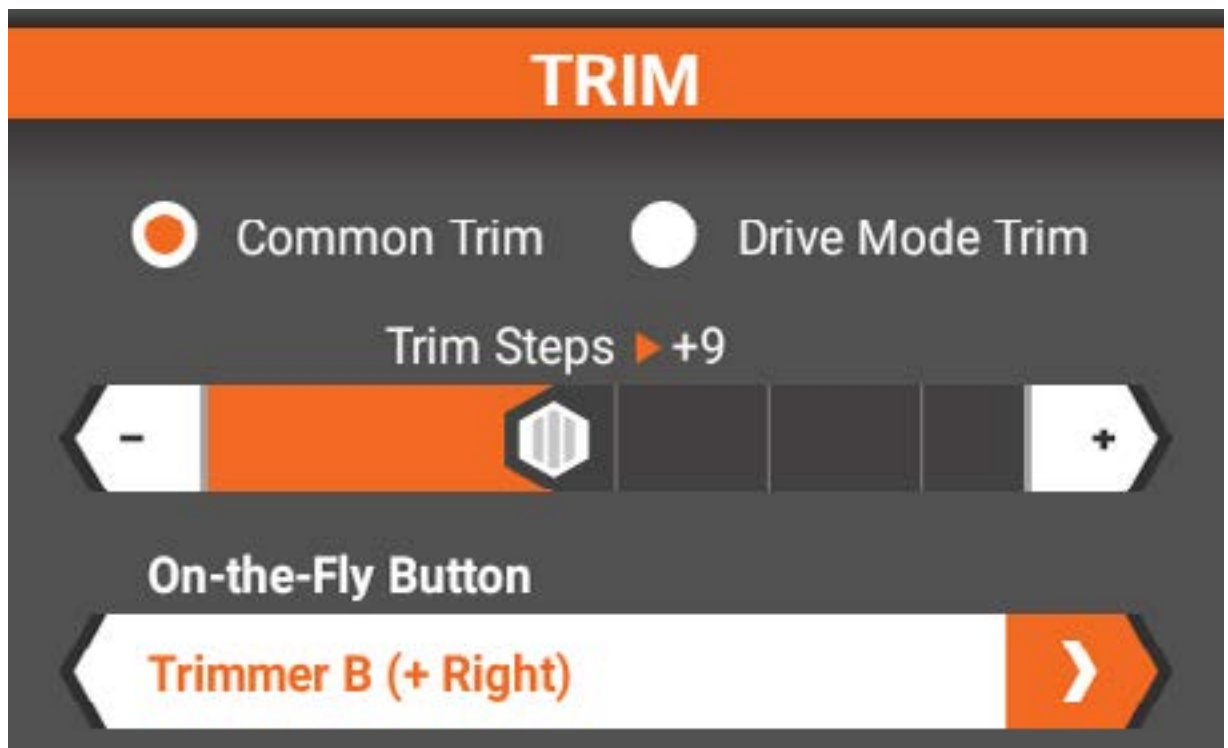 TRIM
Common Trim Drive Mode Trim
Trim Steps ▶ +9
- +
On-the-Fly Button
Trimmer B (+ Right)